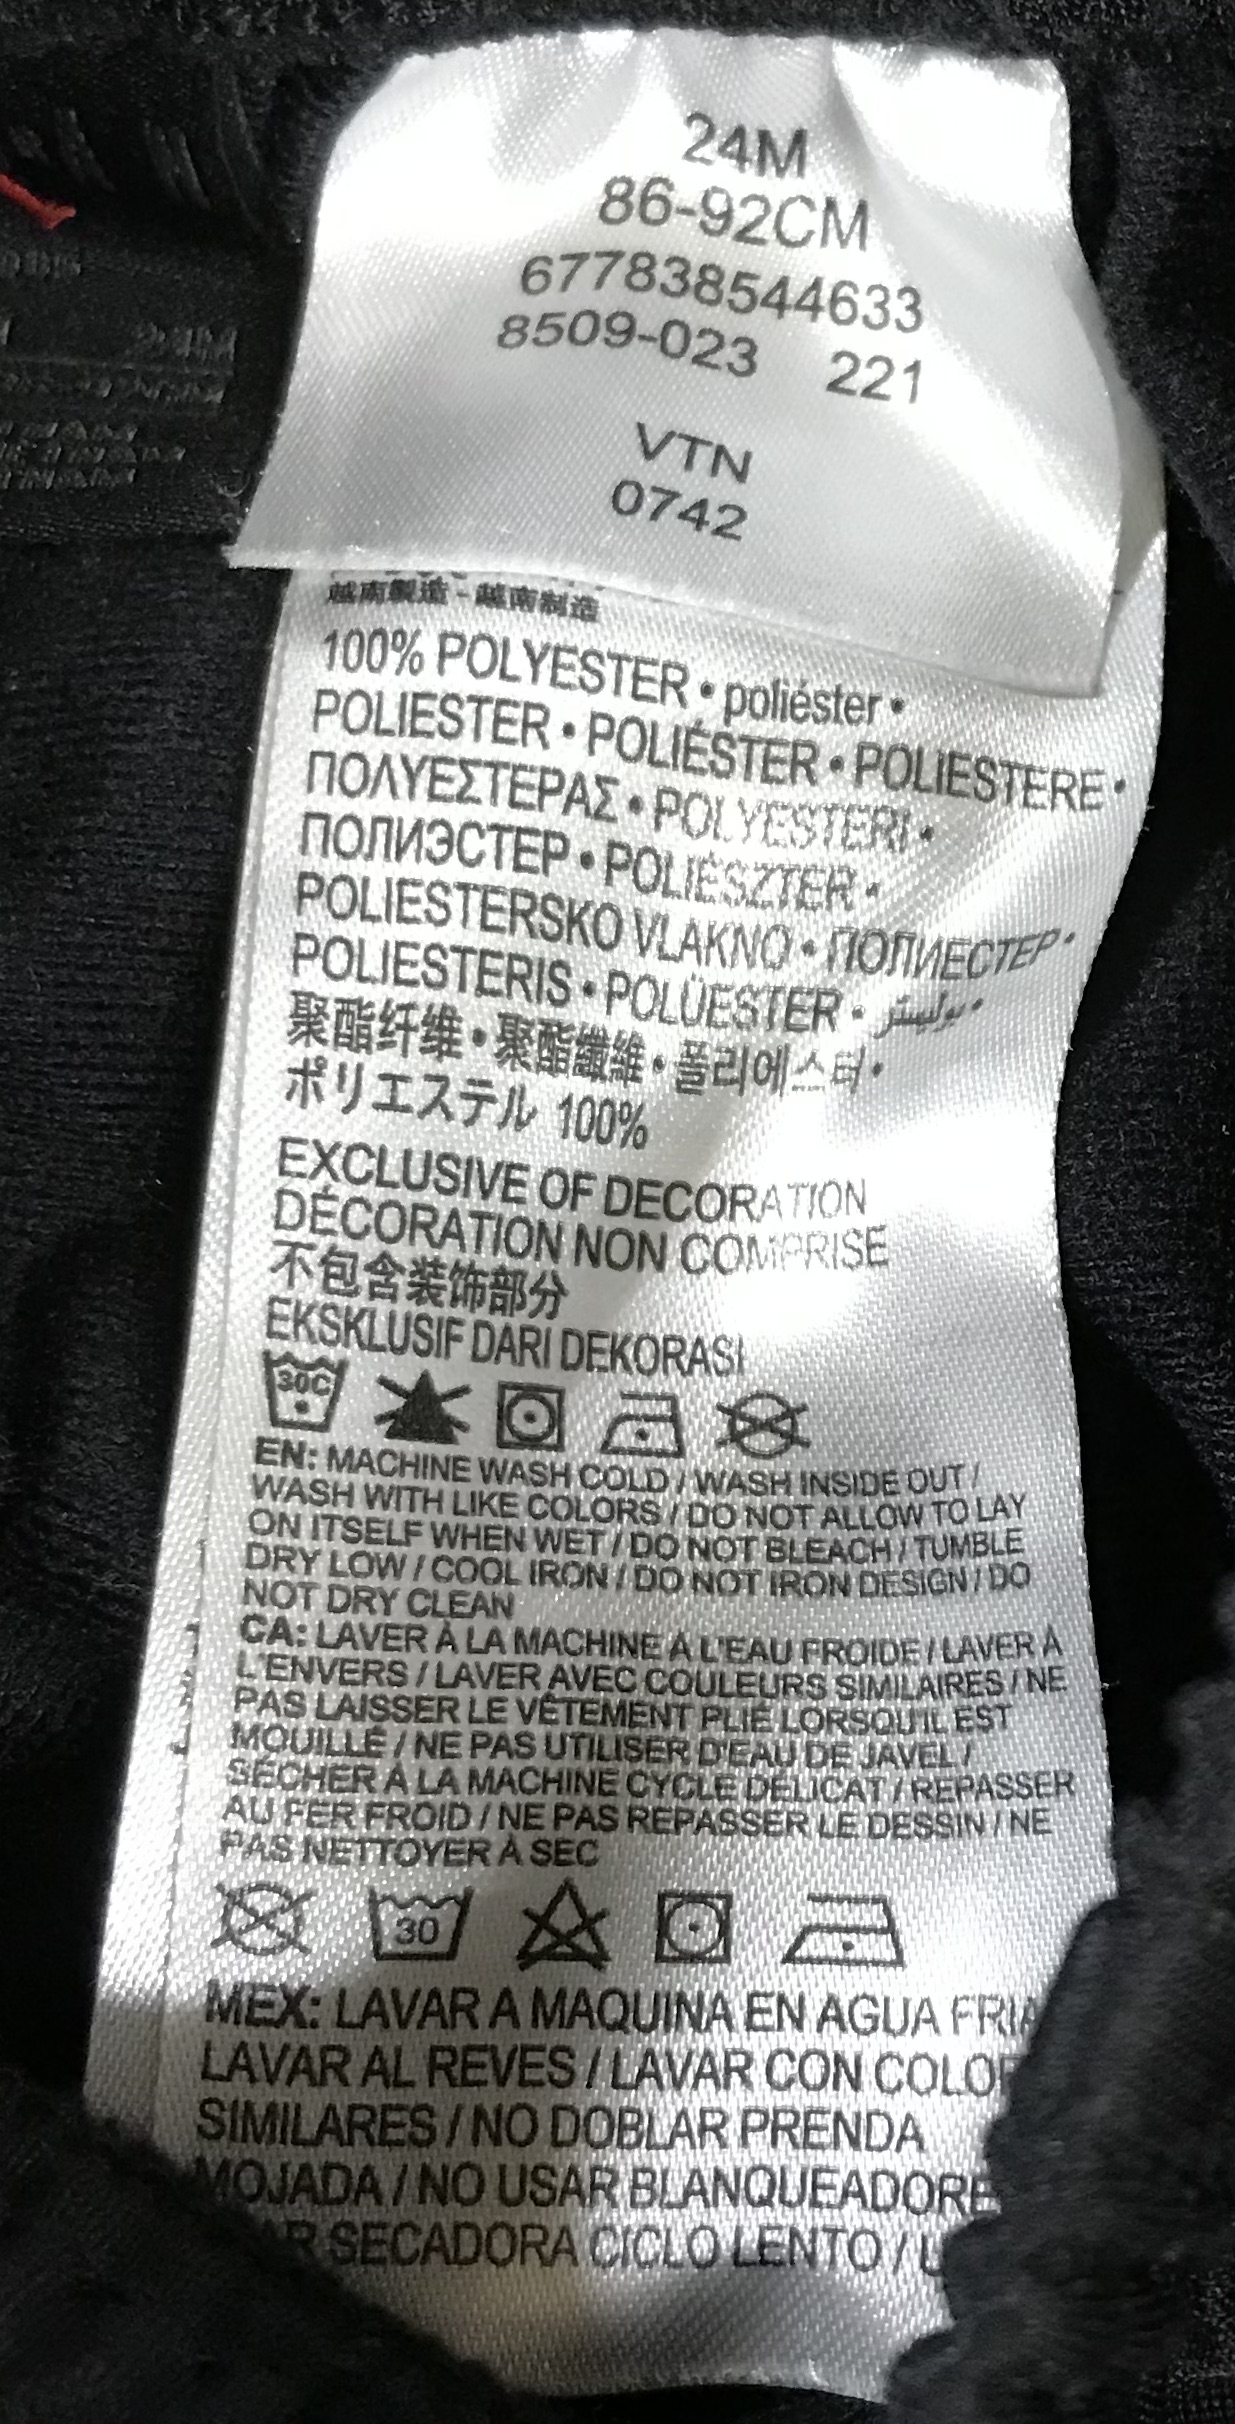 24M
86-92CM
677838544633
8509-023 221
VTN
0742
越南製造 - 越南制造
100% POLYESTER • poliéster •
POLIESTER • POLIÉSTER • POLIESTERE •
ΠΟΛΥΕΣΤΕΡΑΣ • POLYESTERI •
ПОЛИЭСТЕР • POLIÉSZTER •
POLIESTERSKO VLAKNO • ПОЛИЕСТЕР •
POLIESTERIS • POLÜESTER • بوليستر •
聚酯纤维 • 聚酯纖維 • 폴리에스터 •
ポリエステル 100%
EXCLUSIVE OF DECORATION
DÉCORATION NON COMPRISE
不包含装饰部分
EKSKLUSIF DARI DEKORASI
30C
EN: MACHINE WASH COLD / WASH INSIDE OUT /
WASH WITH LIKE COLORS / DO NOT ALLOW TO LAY
ON ITSELF WHEN WET / DO NOT BLEACH / TUMBLE
DRY LOW / COOL IRON / DO NOT IRON DESIGN / DO
NOT DRY CLEAN
CA: LAVER À LA MACHINE À L'EAU FROIDE / LAVER À
L'ENVERS / LAVER AVEC COULEURS SIMILAIRES / NE
PAS LAISSER LE VÊTEMENT PLIÉ LORSQU'IL EST
MOUILLÉ / NE PAS UTILISER D'EAU DE JAVEL /
SÉCHER À LA MACHINE CYCLE DÉLICAT / REPASSER
AU FER FROID / NE PAS REPASSER LE DESSIN / NE
PAS NETTOYER À SEC
30
MEX: LAVAR A MAQUINA EN AGUA FRIA
LAVAR AL REVES / LAVAR CON
SIMILARES / NO DOBLAR PRENDA
MOJADA / NO USAR
SECADORA CICLO LENTO /